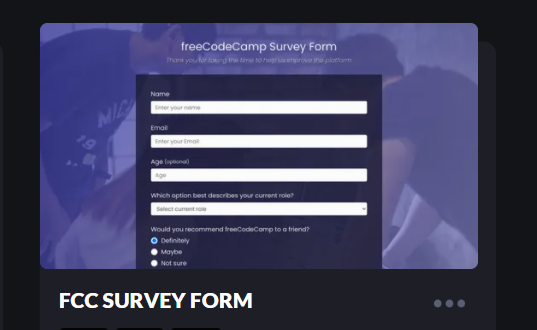 freeCodeCamp Survey Form
Thank you for taking the time to help us improve the platform
Name
Enter your name
Email
Enter your Email
Age (optional)
Age
Which option best describes your current role?
Select current role
Would you recommend freeCodeCamp to a friend?
Definitely
Maybe
Not sure
FCC SURVEY FORM